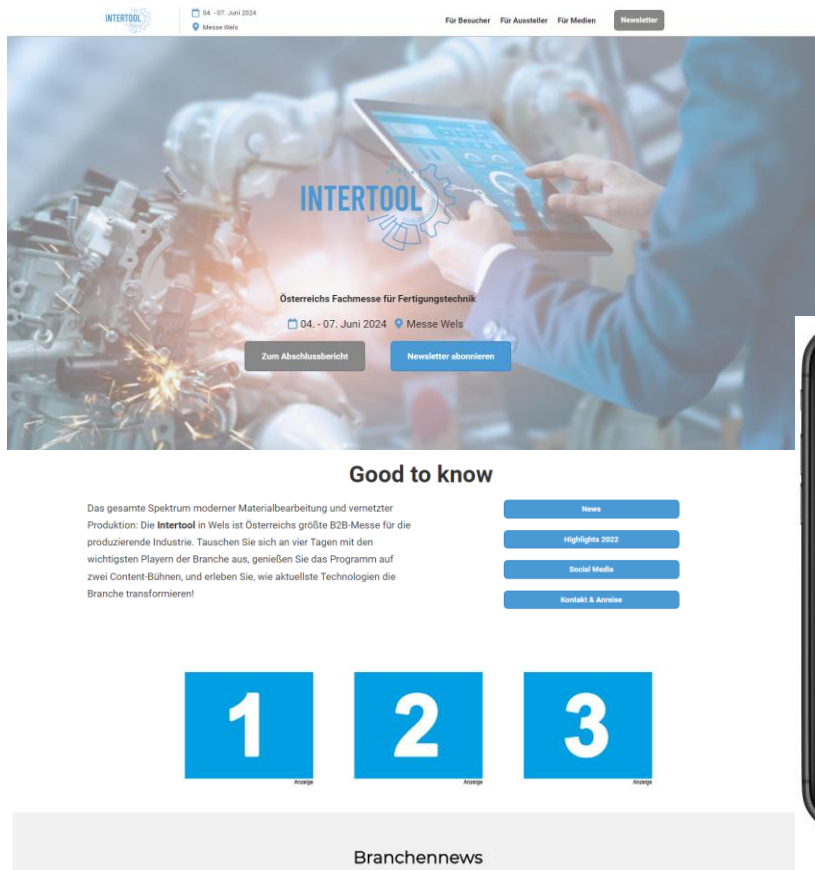 INTERTOOL
04. - 07. Juni 2024
Messe Wels
Für Besucher Für Aussteller Für Medien Newsletter
INTERTOOL
Österreichs Fachmesse für Fertigungstechnik
04. - 07. Juni 2024 Messe Wels
Zum Abschlussbericht Newsletter abonnieren
Good to know
Das gesamte Spektrum moderner Materialbearbeitung und vernetzter
Produktion: Die Intertool in Wels ist Österreichs größte B2B-Messe für die
produzierende Industrie. Tauschen Sie sich an vier Tagen mit den
wichtigsten Playern der Branche aus, genießen Sie das Programm auf
zwei Content-Bühnen, und erleben Sie, wie aktuellste Technologien die
Branche transformieren!
News
Highlights 2022
Social Media
Kontakt & Anreise
1 2 3
Anzeige Anzeige Anzeige
Branchennews